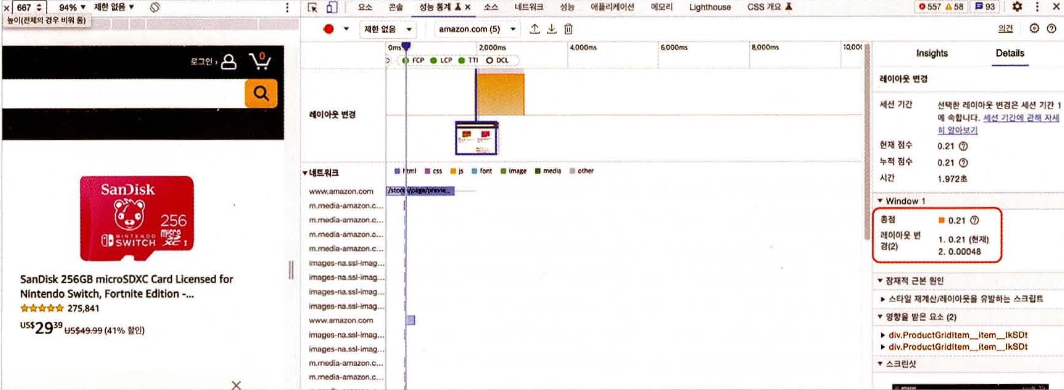 667
94%
제한 없음
높이(전체의 경우 비워 둠)
로그인
0
SanDisk
256
NINTENDO
SWITCH
micro
SDXC I
SanDisk 256GB microSDXC Card Licensed for
Nintendo Switch, Fortnite Edition -...
275,841
US$29³⁹ US$49.99 (41% 할인)
요소
콘솔
성능 통계
소스
네트워크
성능
애플리케이션
메모리
Lighthouse
CSS 개요
557
58
93
제한 없음
amazon.com (5)
의견
0ms
2,000ms
4,000ms
6,000ms
8,000ms
10,00
FCP
LCP
TTI
DCL
레이아웃 변경
네트워크
html
css
js
font
image
media
other
www.amazon.com
/stores/page/previe...
m.media-amazon.c...
m.media-amazon.c...
m.media-amazon.c...
m.media-amazon.c...
images-na.ssl-imag...
images-na.ssl-imag...
images-na.ssl-imag...
images-na.ssl-imag...
www.amazon.com
images-na.ssl-imag...
images-na.ssl-imag...
m.media-amazon.c...
m.media-amazon.c...
Insights
Details
레이아웃 변경
세션 기간
선택한 레이아웃 변경은 세션 기간 1
에 속합니다. 세션 기간에 관해 자세
히 알아보기
현재 점수
0.21
누적 점수
0.21
시간
1.972초
Window 1
총점
0.21
레이아웃 변
경(2)
1. 0.21 (현재)
2. 0.00048
잠재적 근본 원인
스타일 재계산/레이아웃을 유발하는 스크립트
영향을 받은 요소 (2)
div.ProductGridItem__item__IkSDt
div.ProductGridItem__item__IkSDt
스크린샷